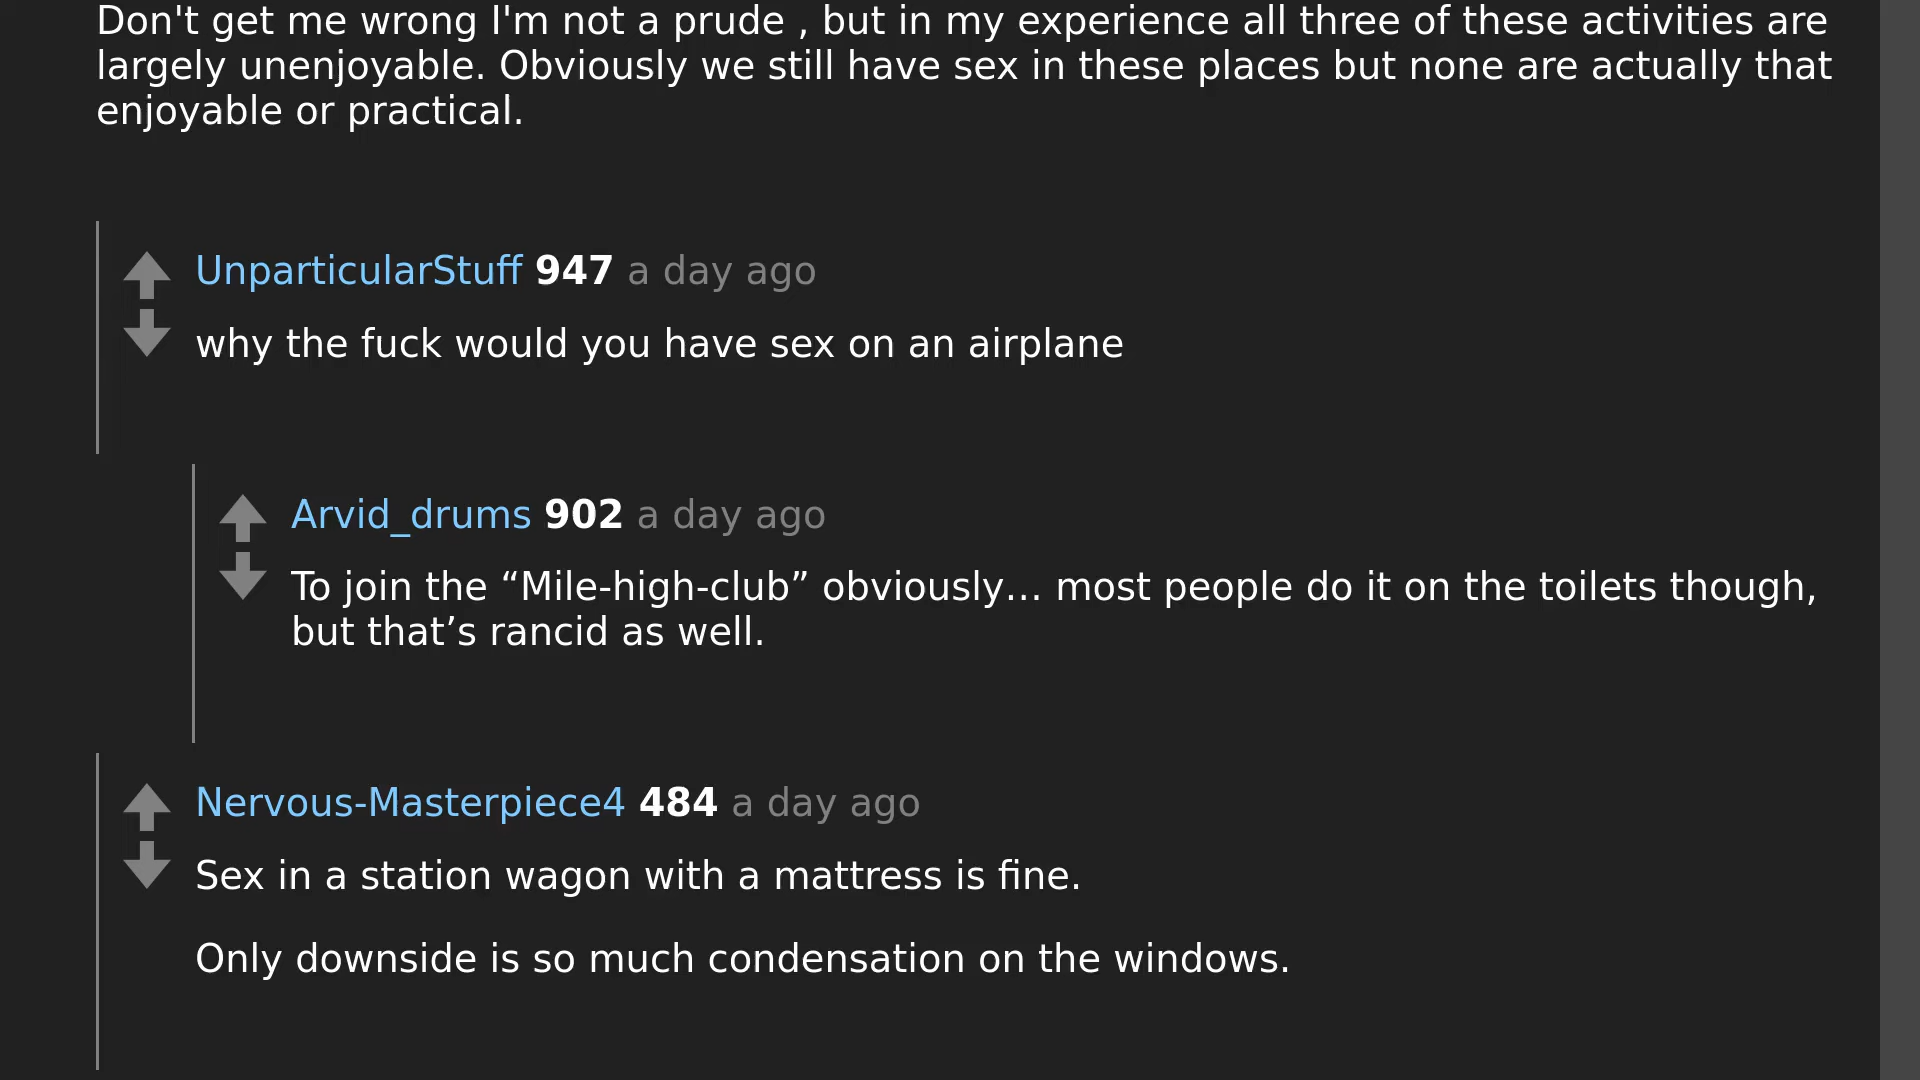 Don't get me wrong I'm not a prude , but in my experience all three of these activities are
largely unenjoyable. Obviously we still have sex in these places but none are actually that
enjoyable or practical.
UnparticularStuff 947 a day ago
why the fuck would you have sex on an airplane
Arvid_drums 902 a day ago
To join the “Mile-high-club” obviously… most people do it on the toilets though,
but that’s rancid as well.
Nervous-Masterpiece4 484 a day ago
Sex in a station wagon with a mattress is fine.
Only downside is so much condensation on the windows.